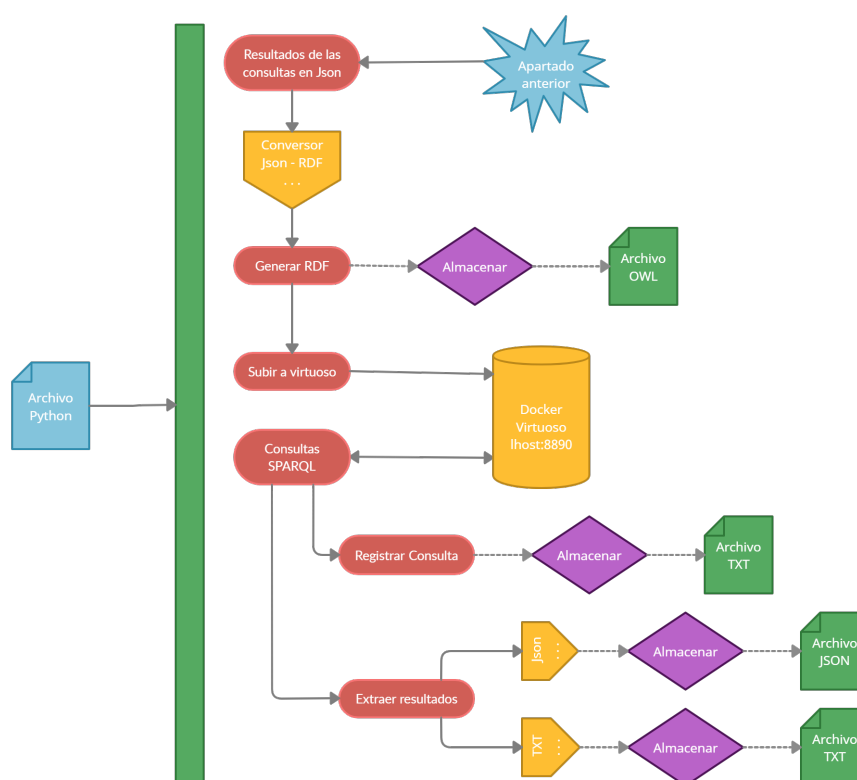 Resultados de las
consultas en Json
Apartado
anterior
Conversor
Json - RDF
. . .
Generar RDF
Almacenar
Archivo
OWL
Subir a virtuoso
Archivo
Python
Docker
Virtuoso
lhost:8890
Consultas
SPARQL
Registrar Consulta
Almacenar
Archivo
TXT
Json
. . .
Almacenar
Archivo
JSON
Extraer resultados
TXT
. . .
Almacenar
Archivo
TXT